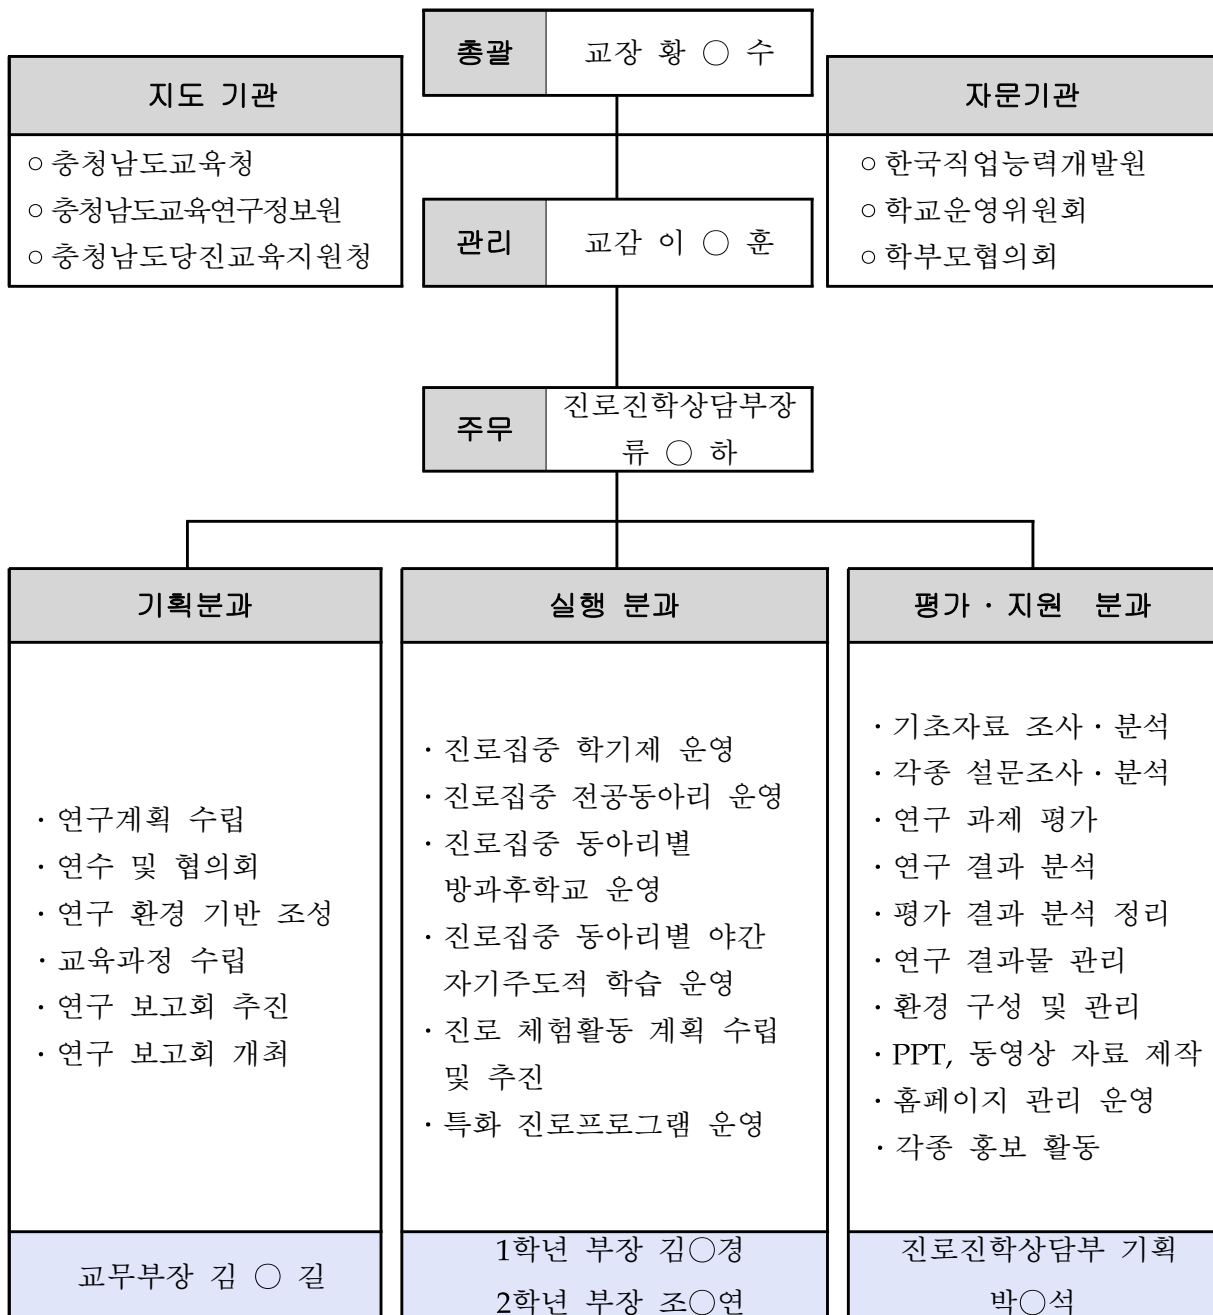 총괄
교장 황 ○ 수
지도 기관
○ 충청남도교육청
○ 충청남도교육연구정보원
○ 충청남도당진교육지원청
자문기관
○ 한국직업능력개발원
○ 학교운영위원회
○ 학부모협의회
관리
교감 이 ○ 훈
주무
진로진학상담부장
류 ○ 하
기획분과
· 연구계획 수립
· 연수 및 협의회
· 연구 환경 기반 조성
· 교육과정 수립
· 연구 보고회 추진
· 연구 보고회 개최
교무부장 김 ○ 길
실행 분과
· 진로집중 학기제 운영
· 진로집중 전공동아리 운영
· 진로집중 동아리별
방과후학교 운영
· 진로집중 동아리별 야간
자기주도적 학습 운영
· 진로 체험활동 계획 수립
및 추진
· 특화 진로프로그램 운영
1학년 부장 김○경
2학년 부장 조○연
평가 · 지원 분과
· 기초자료 조사 · 분석
· 각종 설문조사 · 분석
· 연구 과제 평가
· 연구 결과 분석
· 평가 결과 분석 정리
· 연구 결과물 관리
· 환경 구성 및 관리
· PPT, 동영상 자료 제작
· 홈페이지 관리 운영
· 각종 홍보 활동
진로진학상담부 기획
박○석